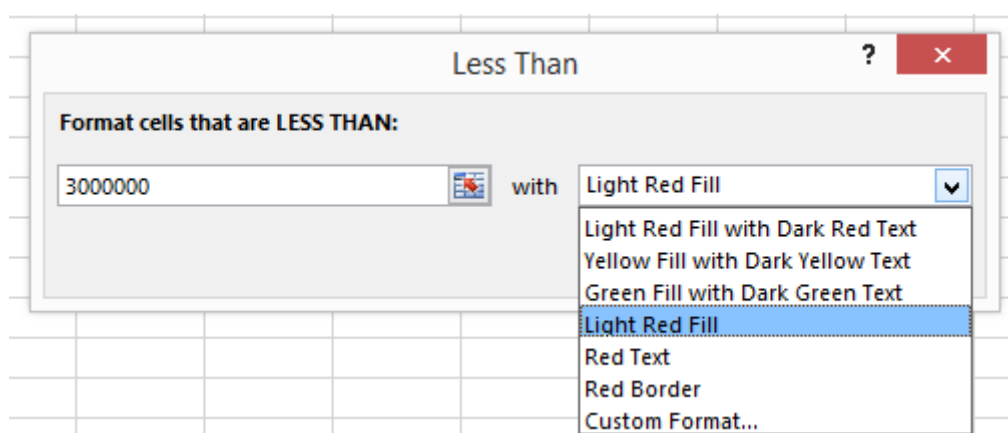 Less Than
?
Format cells that are LESS THAN:
3000000 with Light Red Fill
Light Red Fill with Dark Red Text
Yellow Fill with Dark Yellow Text
Green Fill with Dark Green Text
Light Red Fill
Red Text
Red Border
Custom Format...